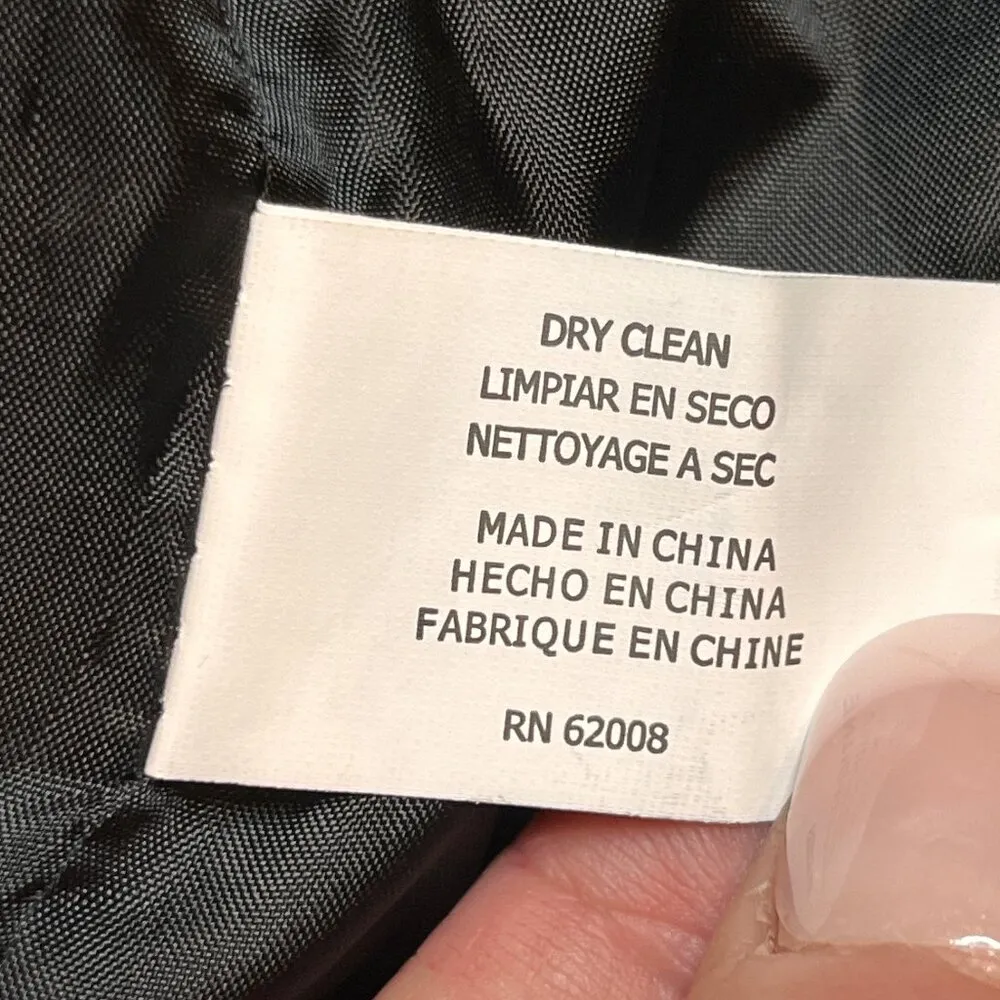 DRY CLEAN
LIMPIAR EN SECO
NETTOYAGE A SEC
MADE IN CHINA
HECHO EN CHINA
FABRIQUE EN CHINE
RN 62008